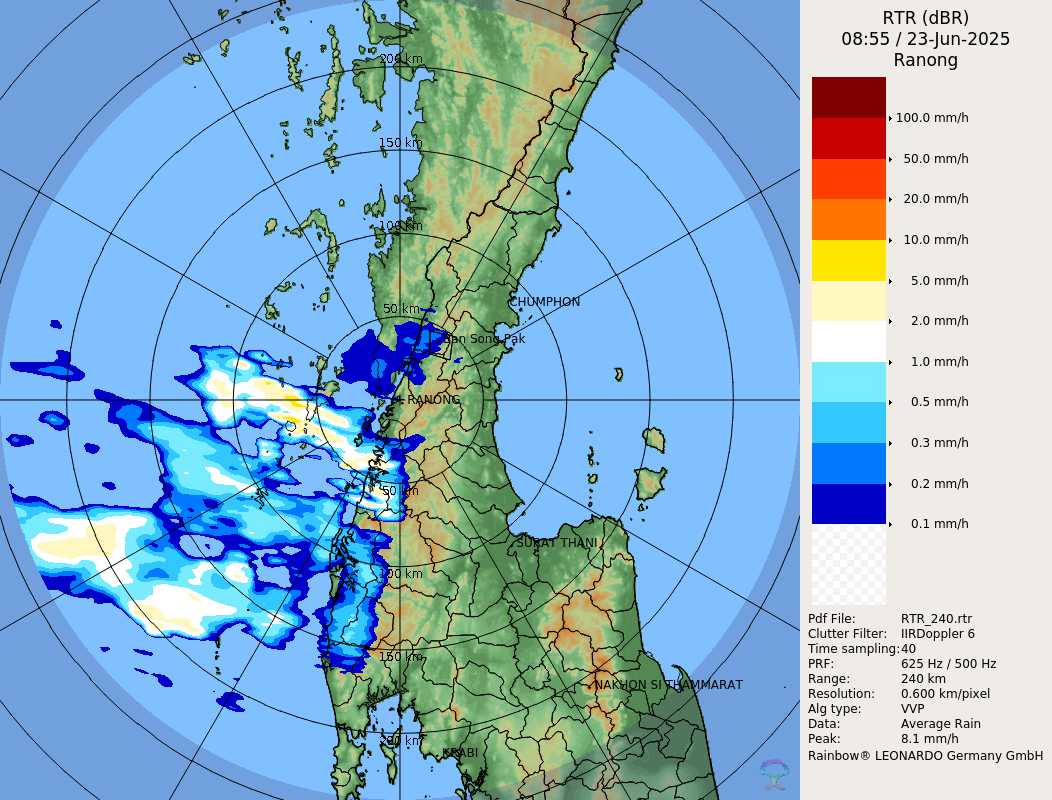 RTR (dBR)
08:55 / 23-Jun-2025
Ranong
100.0 mm/h
50.0 mm/h
20.0 mm/h
10.0 mm/h
5.0 mm/h
2.0 mm/h
1.0 mm/h
0.5 mm/h
0.3 mm/h
0.2 mm/h
0.1 mm/h
Pdf File: RTR_240.rtr
Clutter Filter: IIRDoppler 6
Time sampling:40
PRF: 625 Hz / 500 Hz
Range: 240 km
Resolution: 0.600 km/pixel
Alg type: VVP
Data: Average Rain
Peak: 8.1 mm/h
Rainbow® LEONARDO Germany GmbH
200 km
150 km
100 km
CHUMPHON
50 km
Ban Song Pak
RANONG
50 km
SURAT THANI
100 km
150 km
NAKHON SI THAMMARAT
200 km
KRABI